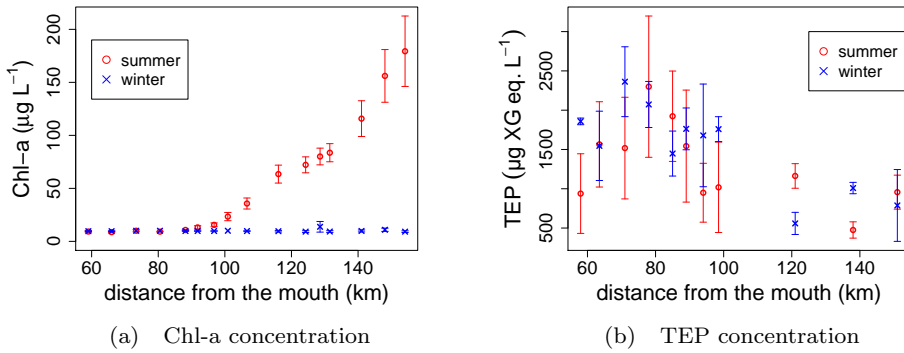 200
150
100
50
0
Chl−a (µg L−1)
summer
winter
60 80 100 120 140
distance from the mouth (km)
(a) Chl-a concentration
2500
1500
500
TEP (µg XG eq. L−1)
summer
winter
60 80 100 120 140
distance from the mouth (km)
(b) TEP concentration